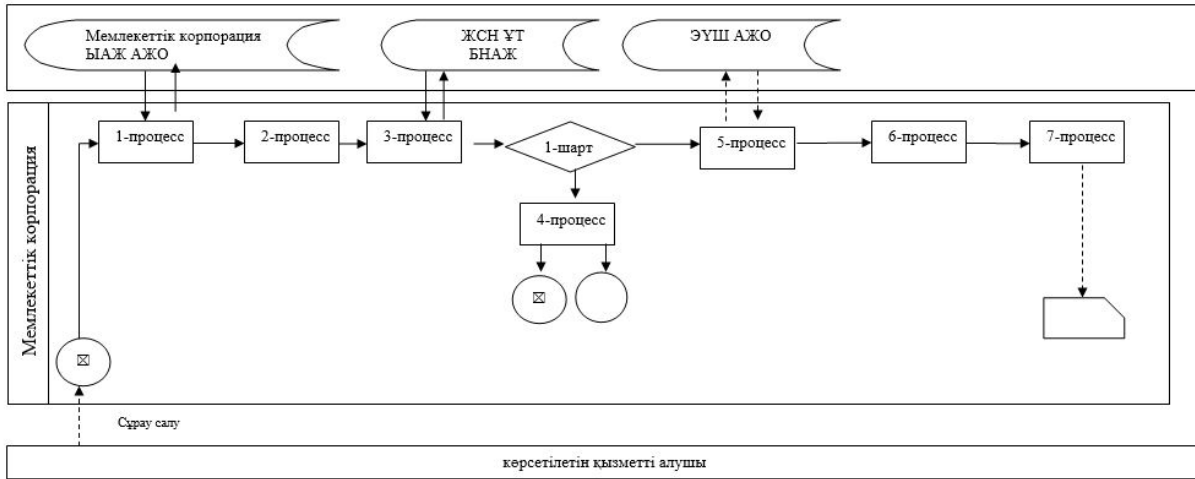 Мемлекеттік корпорация
ЫАЖ АЖО
ЖСН ҰТ
БНАЖ
ЭҮШ АЖО
Мемлекеттік корпорация
1-процесс
2-процесс
3-процесс
1-шарт
5-процесс
6-процесс
7-процесс
4-процесс
Сұрау салу
көрсетілетін қызметті алушы